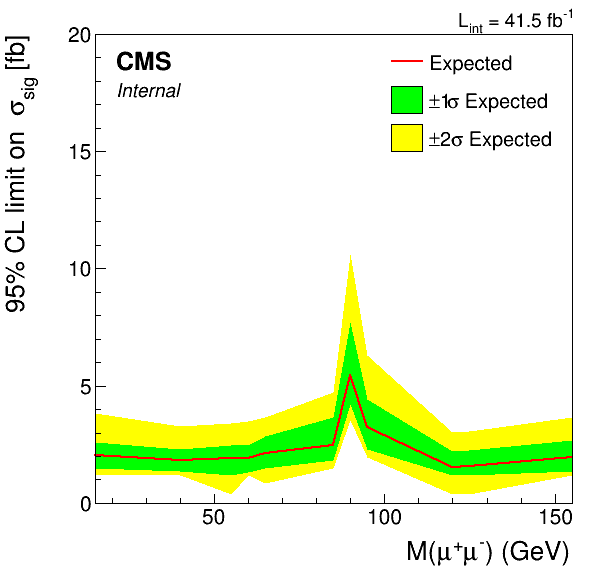 L_int = 41.5 fb⁻¹
95% CL limit on σ_sig [fb]
20
15
10
5
0
CMS
Internal
Expected
±1σ Expected
±2σ Expected
50
100
150
M(μ⁺μ⁻) (GeV)